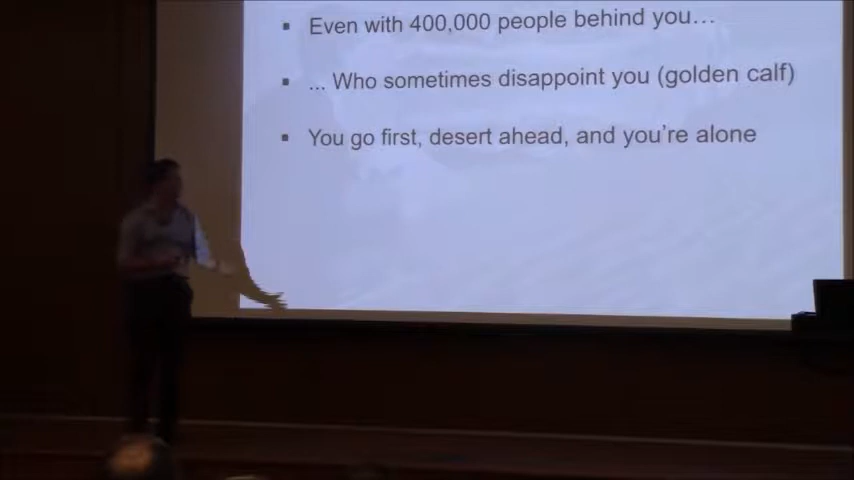 ▪ Even with 400,000 people behind you…
▪ … Who sometimes disappoint you (golden calf)
▪ You go first, desert ahead, and you’re alone